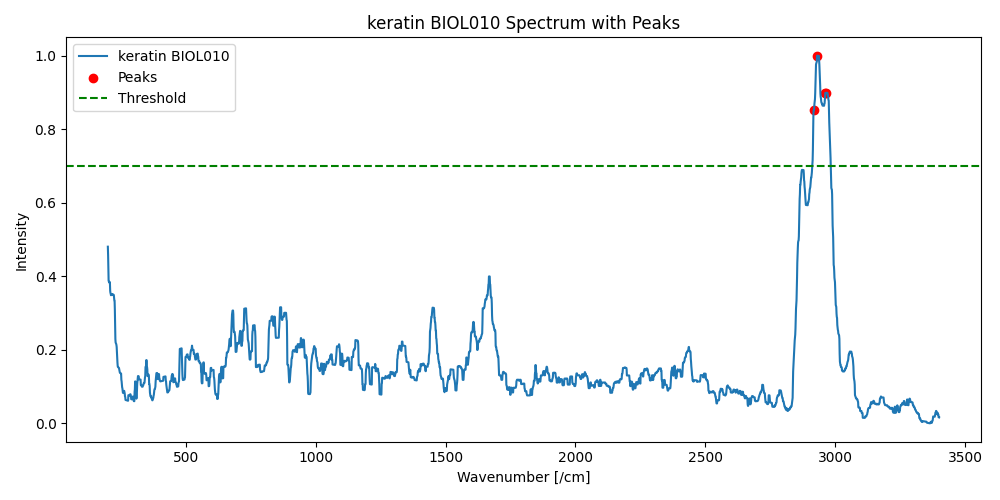 keratin BIOL010 Spectrum with Peaks
keratin BIOL010
Peaks
Threshold
1.0
0.8
0.6
0.4
0.2
0.0
Intensity
500 1000 1500 2000 2500 3000 3500
Wavenumber [/cm]